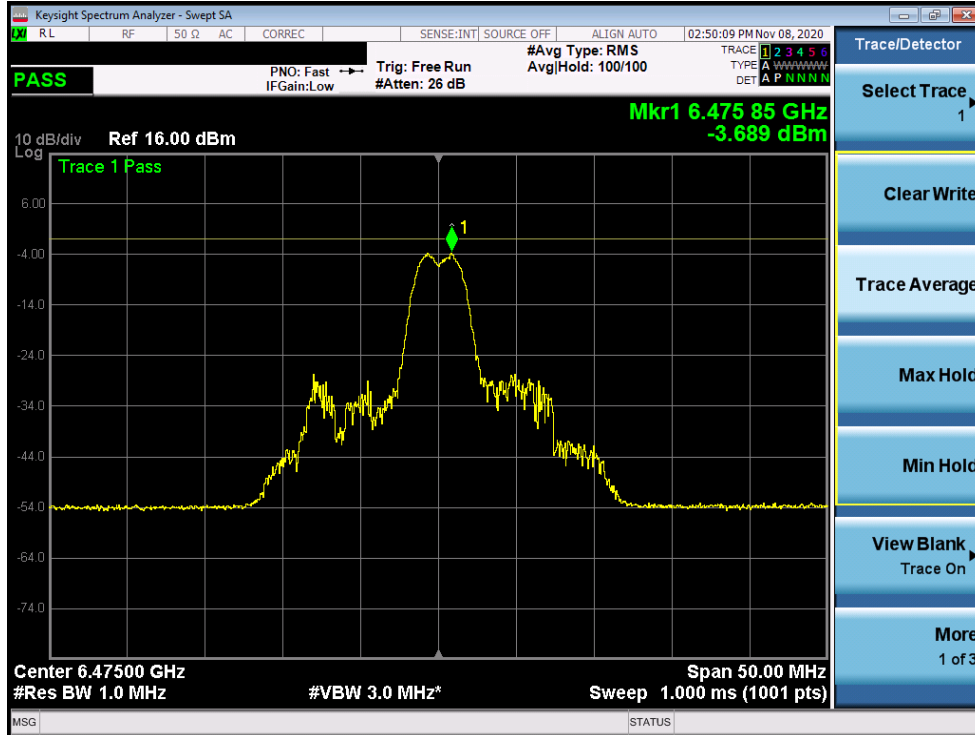 Keysight Spectrum Analyzer - Swept SA
LXI RL RF 50 Ω AC CORREC SENSE:INT SOURCE OFF ALIGN AUTO 02:50:09 PM Nov 08, 2020
PASS
PNO: Fast
IFGain:Low
Trig: Free Run
#Atten: 26 dB
#Avg Type: RMS
Avg|Hold: 100/100
TRACE 1 2 3 4 5 6
TYPE A WWWWW
DET A P N N N N
Mkr1 6.475 85 GHz
-3.689 dBm
10 dB/div Ref 16.00 dBm
Log
Trace 1 Pass
1
6.00
-4.00
-14.0
-24.0
-34.0
-44.0
-54.0
-64.0
-74.0
Center 6.47500 GHz Span 50.00 MHz
#Res BW 1.0 MHz #VBW 3.0 MHz* Sweep 1.000 ms (1001 pts)
MSG STATUS
Trace/Detector
Select Trace
1
Clear Write
Trace Average
Max Hold
Min Hold
View Blank
Trace On
More
1 of 3